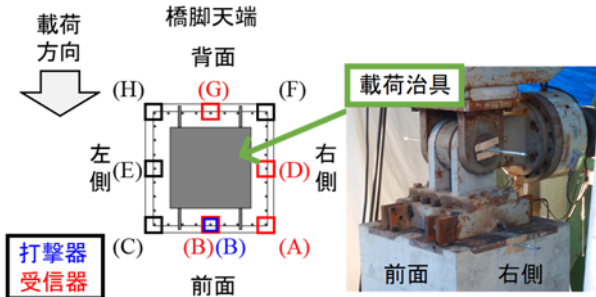 載荷
方向
橋脚天端
背面
(H)
(G)
(F)
載荷治具
左側
(E)
(D)
右側
(C)
(B)
(B)
(A)
打撃器
受信器
前面
前面
右側